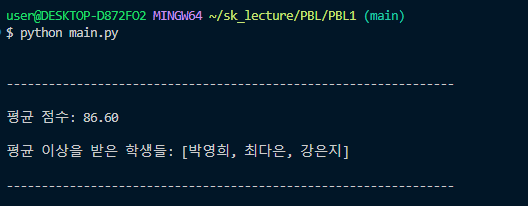 user@DESKTOP-D872FO2 MINGW64 ~/sk_lecture/PBL/PBL1 (main)
$ python main.py
----------------------------------------------------------------
평균 점수: 86.60
평균 이상을 받은 학생들: [박영희, 최다은, 강은지]
----------------------------------------------------------------